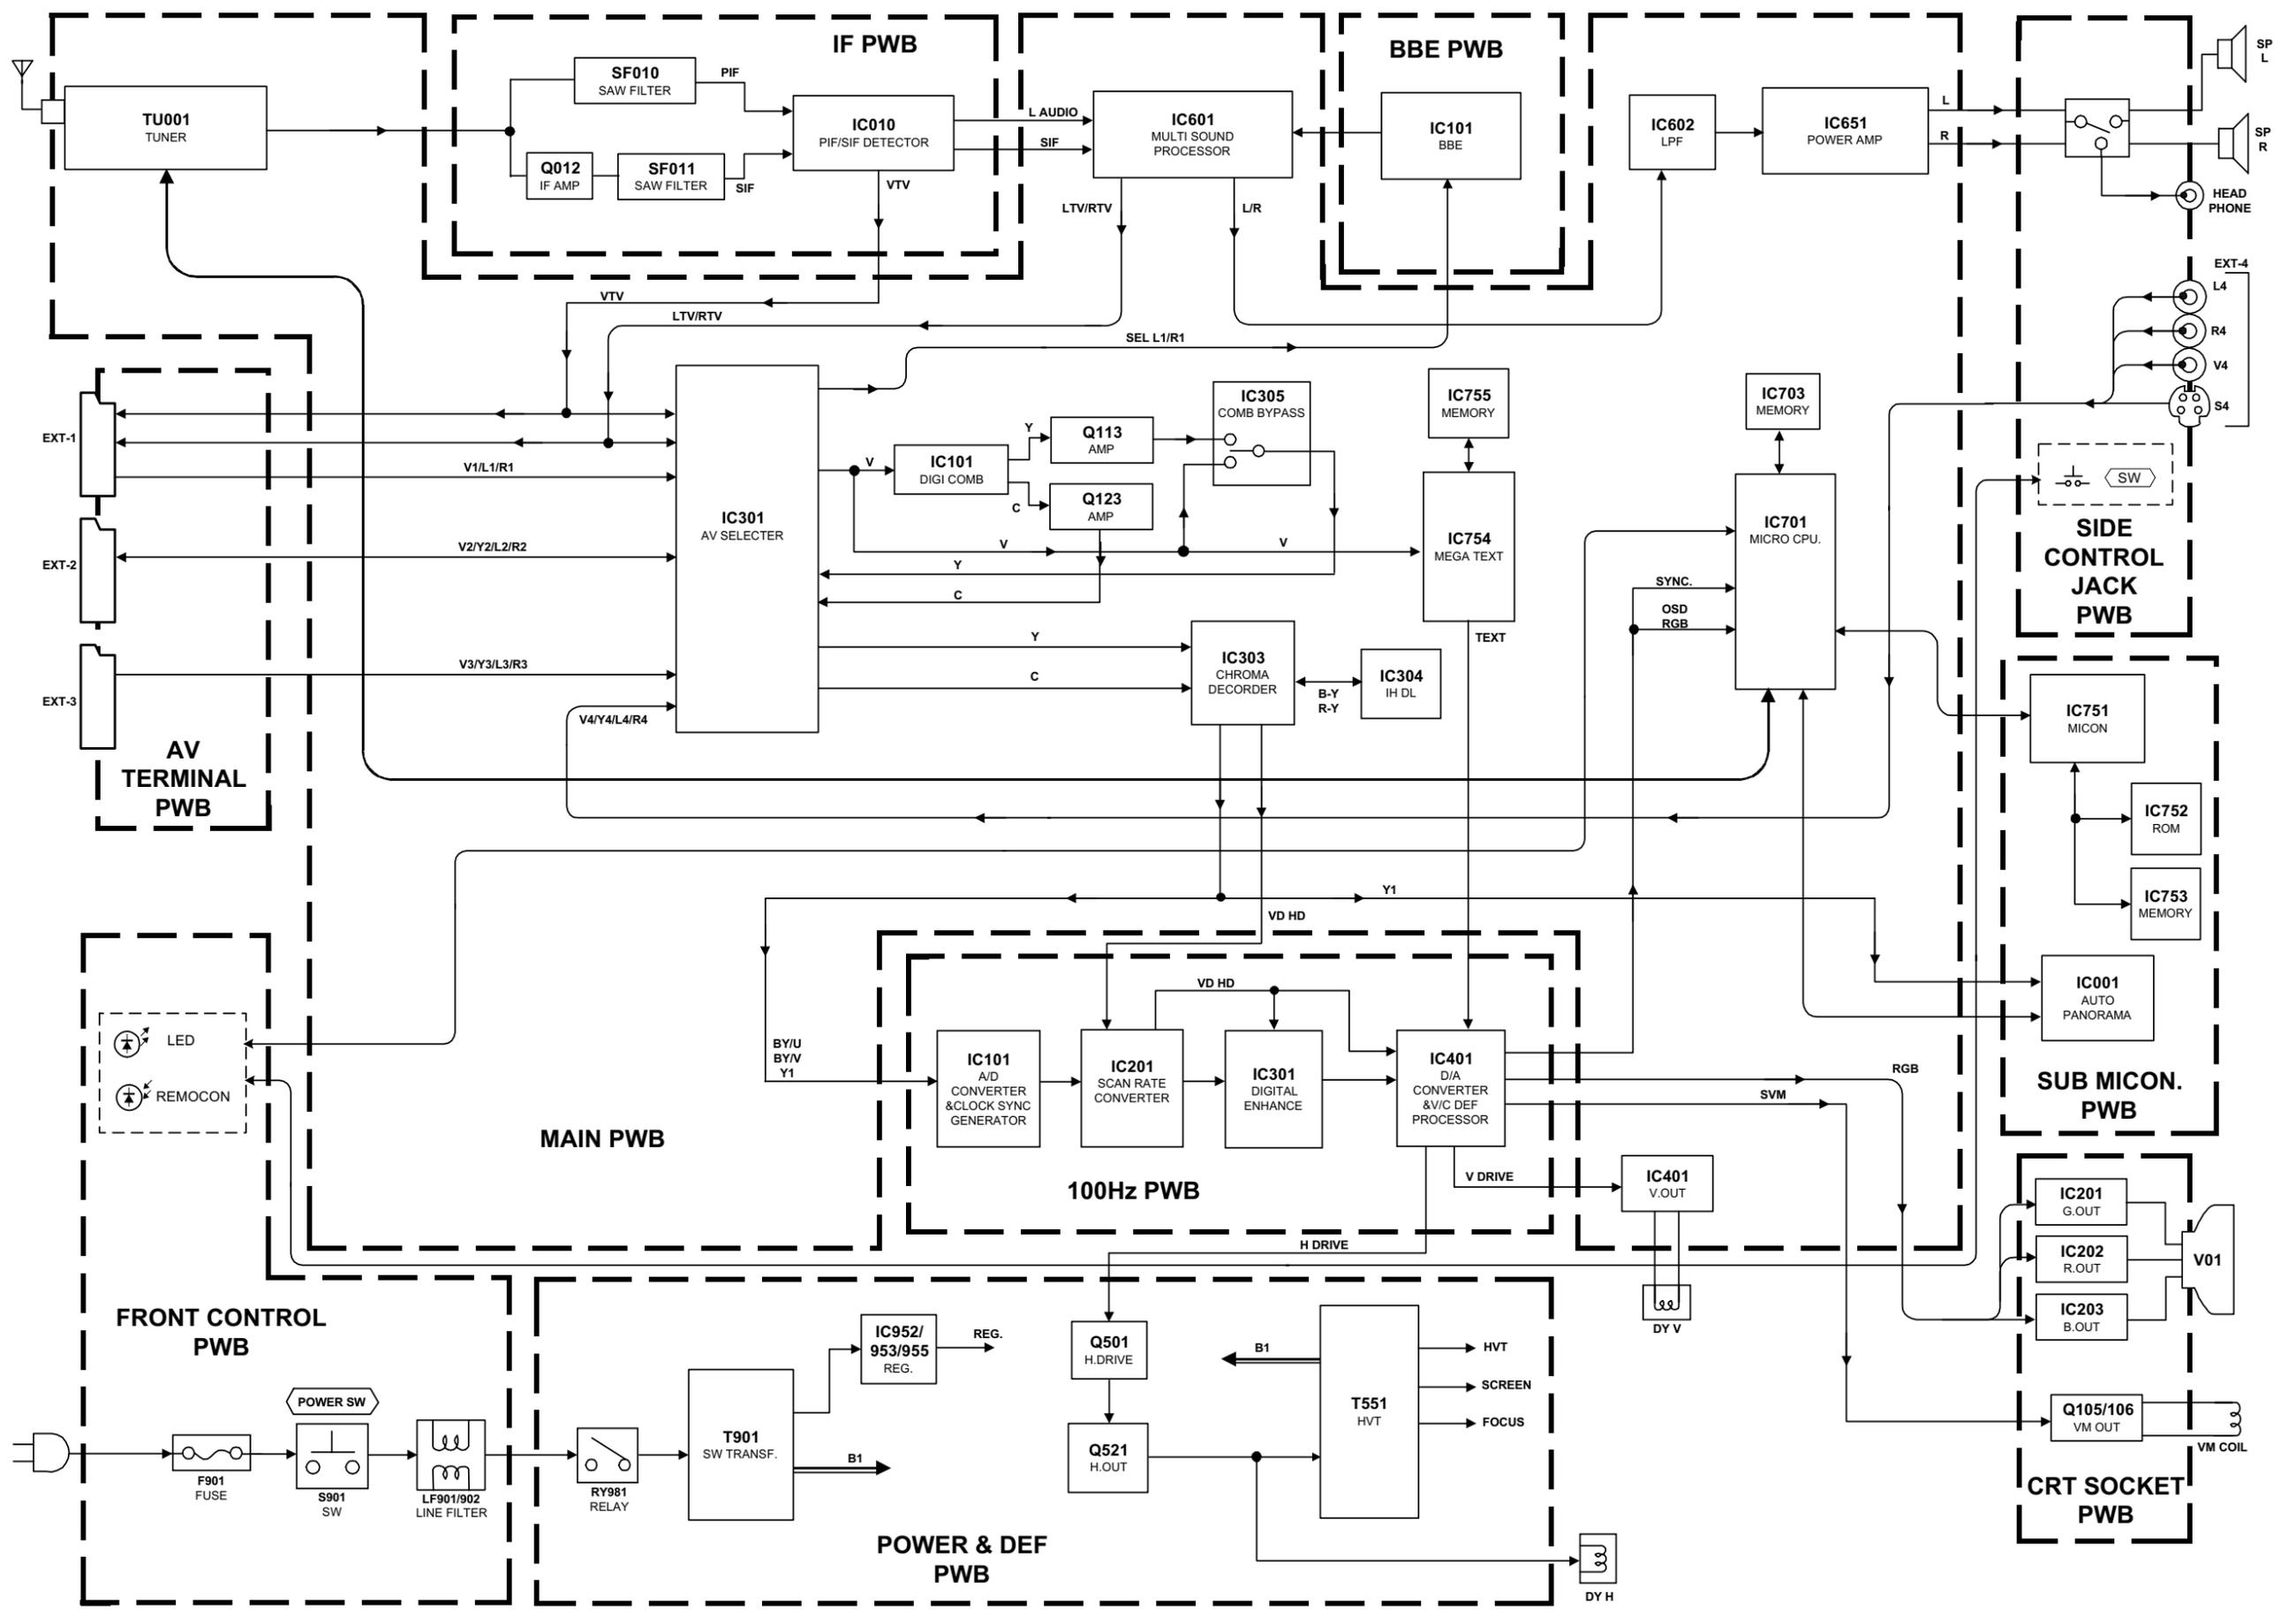 IF PWB
BBE PWB
TU001
TUNER
SF010
SAW FILTER
PIF
Q012
IF AMP
SF011
SAW FILTER
SIF
IC010
PIF/SIF DETECTOR
VTV
L AUDIO
SIF
IC601
MULTI SOUND
PROCESSOR
LTV/RTV
L/R
IC101
BBE
IC602
LPF
IC651
POWER AMP
L
R
SP
L
SP
R
HEAD
PHONE
EXT-4
L4
R4
V4
S4
SW
SIDE
CONTROL
JACK
PWB
VTV
LTV/RTV
SEL L1/R1
EXT-1
V1/L1/R1
EXT-2
V2/Y2/L2/R2
EXT-3
V3/Y3/L3/R3
V4/Y4/L4/R4
AV
TERMINAL
PWB
IC301
AV SELECTER
V
IC101
DIGI COMB
Y
C
Q113
AMP
Q123
AMP
IC305
COMB BYPASS
V
V
Y
C
Y
C
IC755
MEMORY
IC754
MEGA TEXT
TEXT
IC703
MEMORY
IC701
MICRO CPU.
SYNC.
OSD
RGB
IC303
CHROMA
DECORDER
B-Y
R-Y
IC304
IH DL
IC751
MICON
IC752
ROM
IC753
MEMORY
IC001
AUTO
PANORAMA
SUB MICON.
PWB
Y1
VD HD
VD HD
BY/U
BY/V
Y1
IC101
A/D
CONVERTER
&CLOCK SYNC
GENERATOR
IC201
SCAN RATE
CONVERTER
IC301
DIGITAL
ENHANCE
IC401
D/A
CONVERTER
&V/C DEF
PROCESSOR
RGB
SVM
V DRIVE
H DRIVE
100Hz PWB
MAIN PWB
LED
REMOCON
FRONT CONTROL
PWB
IC401
V.OUT
DY V
IC201
G.OUT
IC202
R.OUT
IC203
B.OUT
V01
Q105/106
VM OUT
VM COIL
CRT SOCKET
PWB
POWER SW
F901
FUSE
S901
SW
LF901/902
LINE FILTER
RY981
RELAY
T901
SW TRANSF.
B1
IC952/
953/955
REG.
REG.
Q501
H.DRIVE
Q521
H.OUT
B1
T551
HVT
HVT
SCREEN
FOCUS
DY H
POWER & DEF
PWB